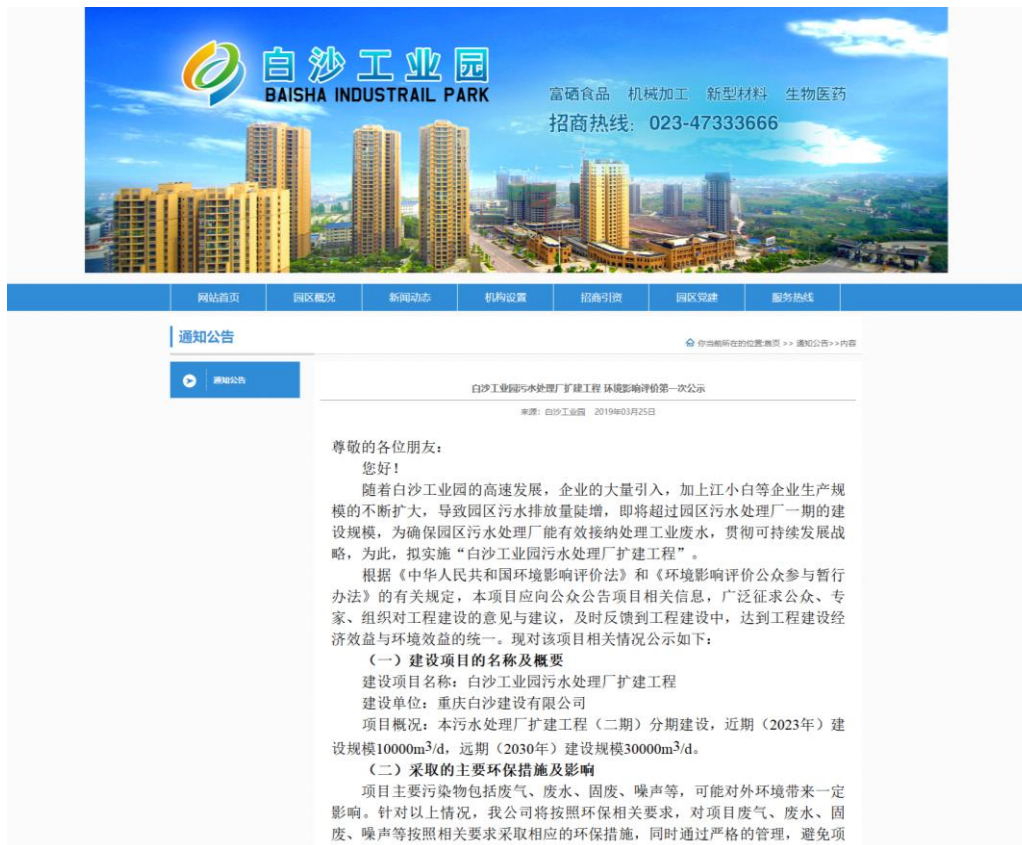 白沙工业园
BAISHA INDUSTRAIL PARK
富硒食品 机械加工 新型材料 生物医药
招商热线: 023-47333666
网站首页 园区概况 新闻动态 机构设置 招商引资 园区党建 服务热线
通知公告
你当前所在的位置:首页 >> 通知公告>>内容
通知公告
白沙工业园污水处理厂扩建工程 环境影响评价第一次公示
来源: 白沙工业园 2019年03月25日
尊敬的各位朋友:
您好!
随着白沙工业园的高速发展,企业的大量引入,加上江小白等企业生产规
模的不断扩大,导致园区污水排放量陡增,即将超过园区污水处理厂一期的建
设规模,为确保园区污水处理厂能有效接纳处理工业废水,贯彻可持续发展战
略,为此,拟实施“白沙工业园污水处理厂扩建工程”。
根据《中华人民共和国环境影响评价法》和《环境影响评价公众参与暂行
办法》的有关规定,本项目应向公众公告项目相关信息,广泛征求公众、专
家、组织对工程建设的意见与建议,及时反馈到工程建设中,达到工程建设经
济效益与环境效益的统一。现对该项目相关情况公示如下:
(一)建设项目的名称及概要
建设项目名称:白沙工业园污水处理厂扩建工程
建设单位:重庆白沙建设有限公司
项目概况:本污水处理厂扩建工程(二期)分期建设,近期(2023年)建
设规模10000m³/d,远期(2030年)建设规模30000m³/d。
(二)采取的主要环保措施及影响
项目主要污染物包括废气、废水、固废、噪声等,可能对外环境带来一定
影响。针对以上情况,我公司将按照环保相关要求,对项目废气、废水、固
废、噪声等按照相关要求采取相应的环保措施,同时通过严格的管理,避免项